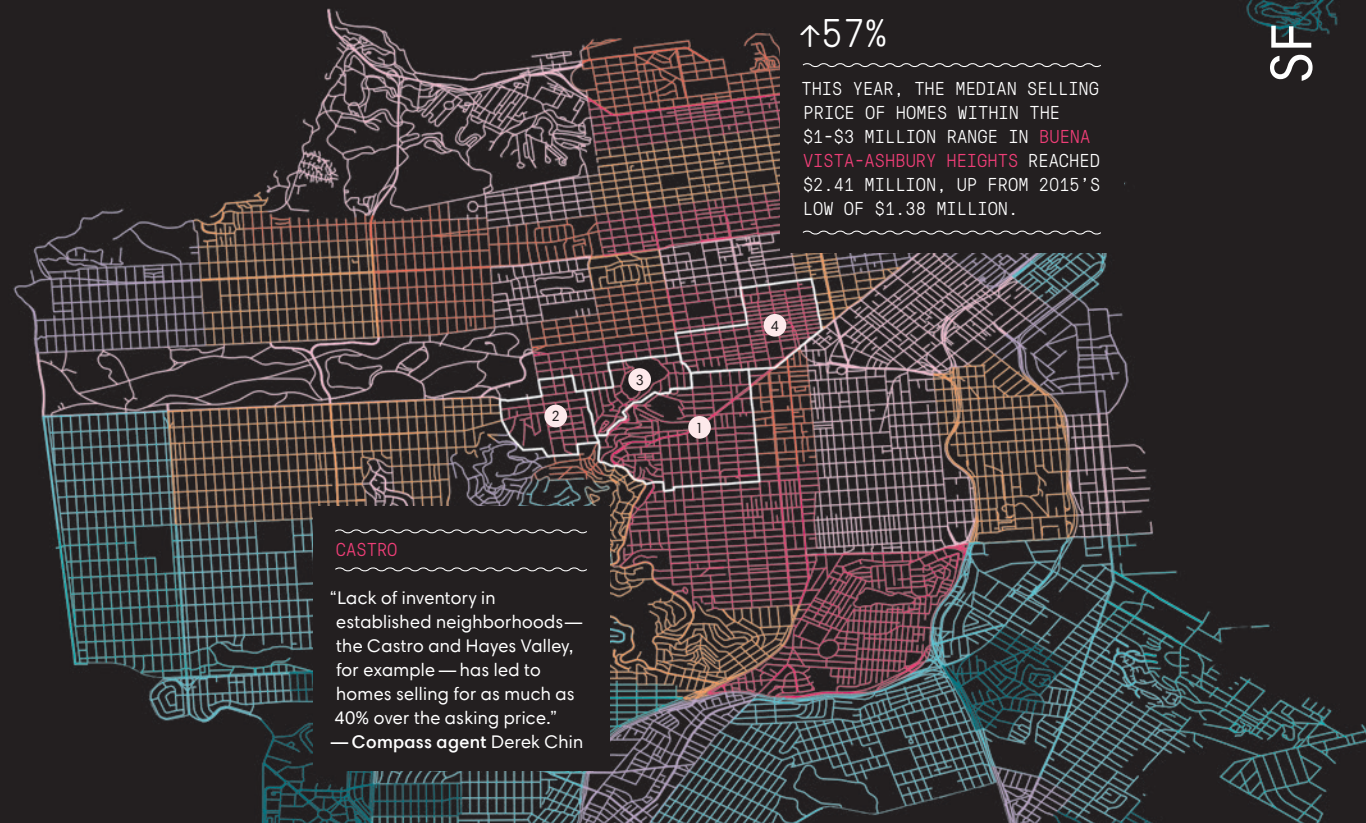 ↑57%
THIS YEAR, THE MEDIAN SELLING
PRICE OF HOMES WITHIN THE
$1-$3 MILLION RANGE IN BUENA
VISTA-ASHBURY HEIGHTS REACHED
$2.41 MILLION, UP FROM 2015’S
LOW OF $1.38 MILLION.
SF
4
3
2
1
CASTRO
“Lack of inventory in
established neighborhoods—
the Castro and Hayes Valley,
for example — has led to
homes selling for as much as
40% over the asking price.”
— Compass agent Derek Chin